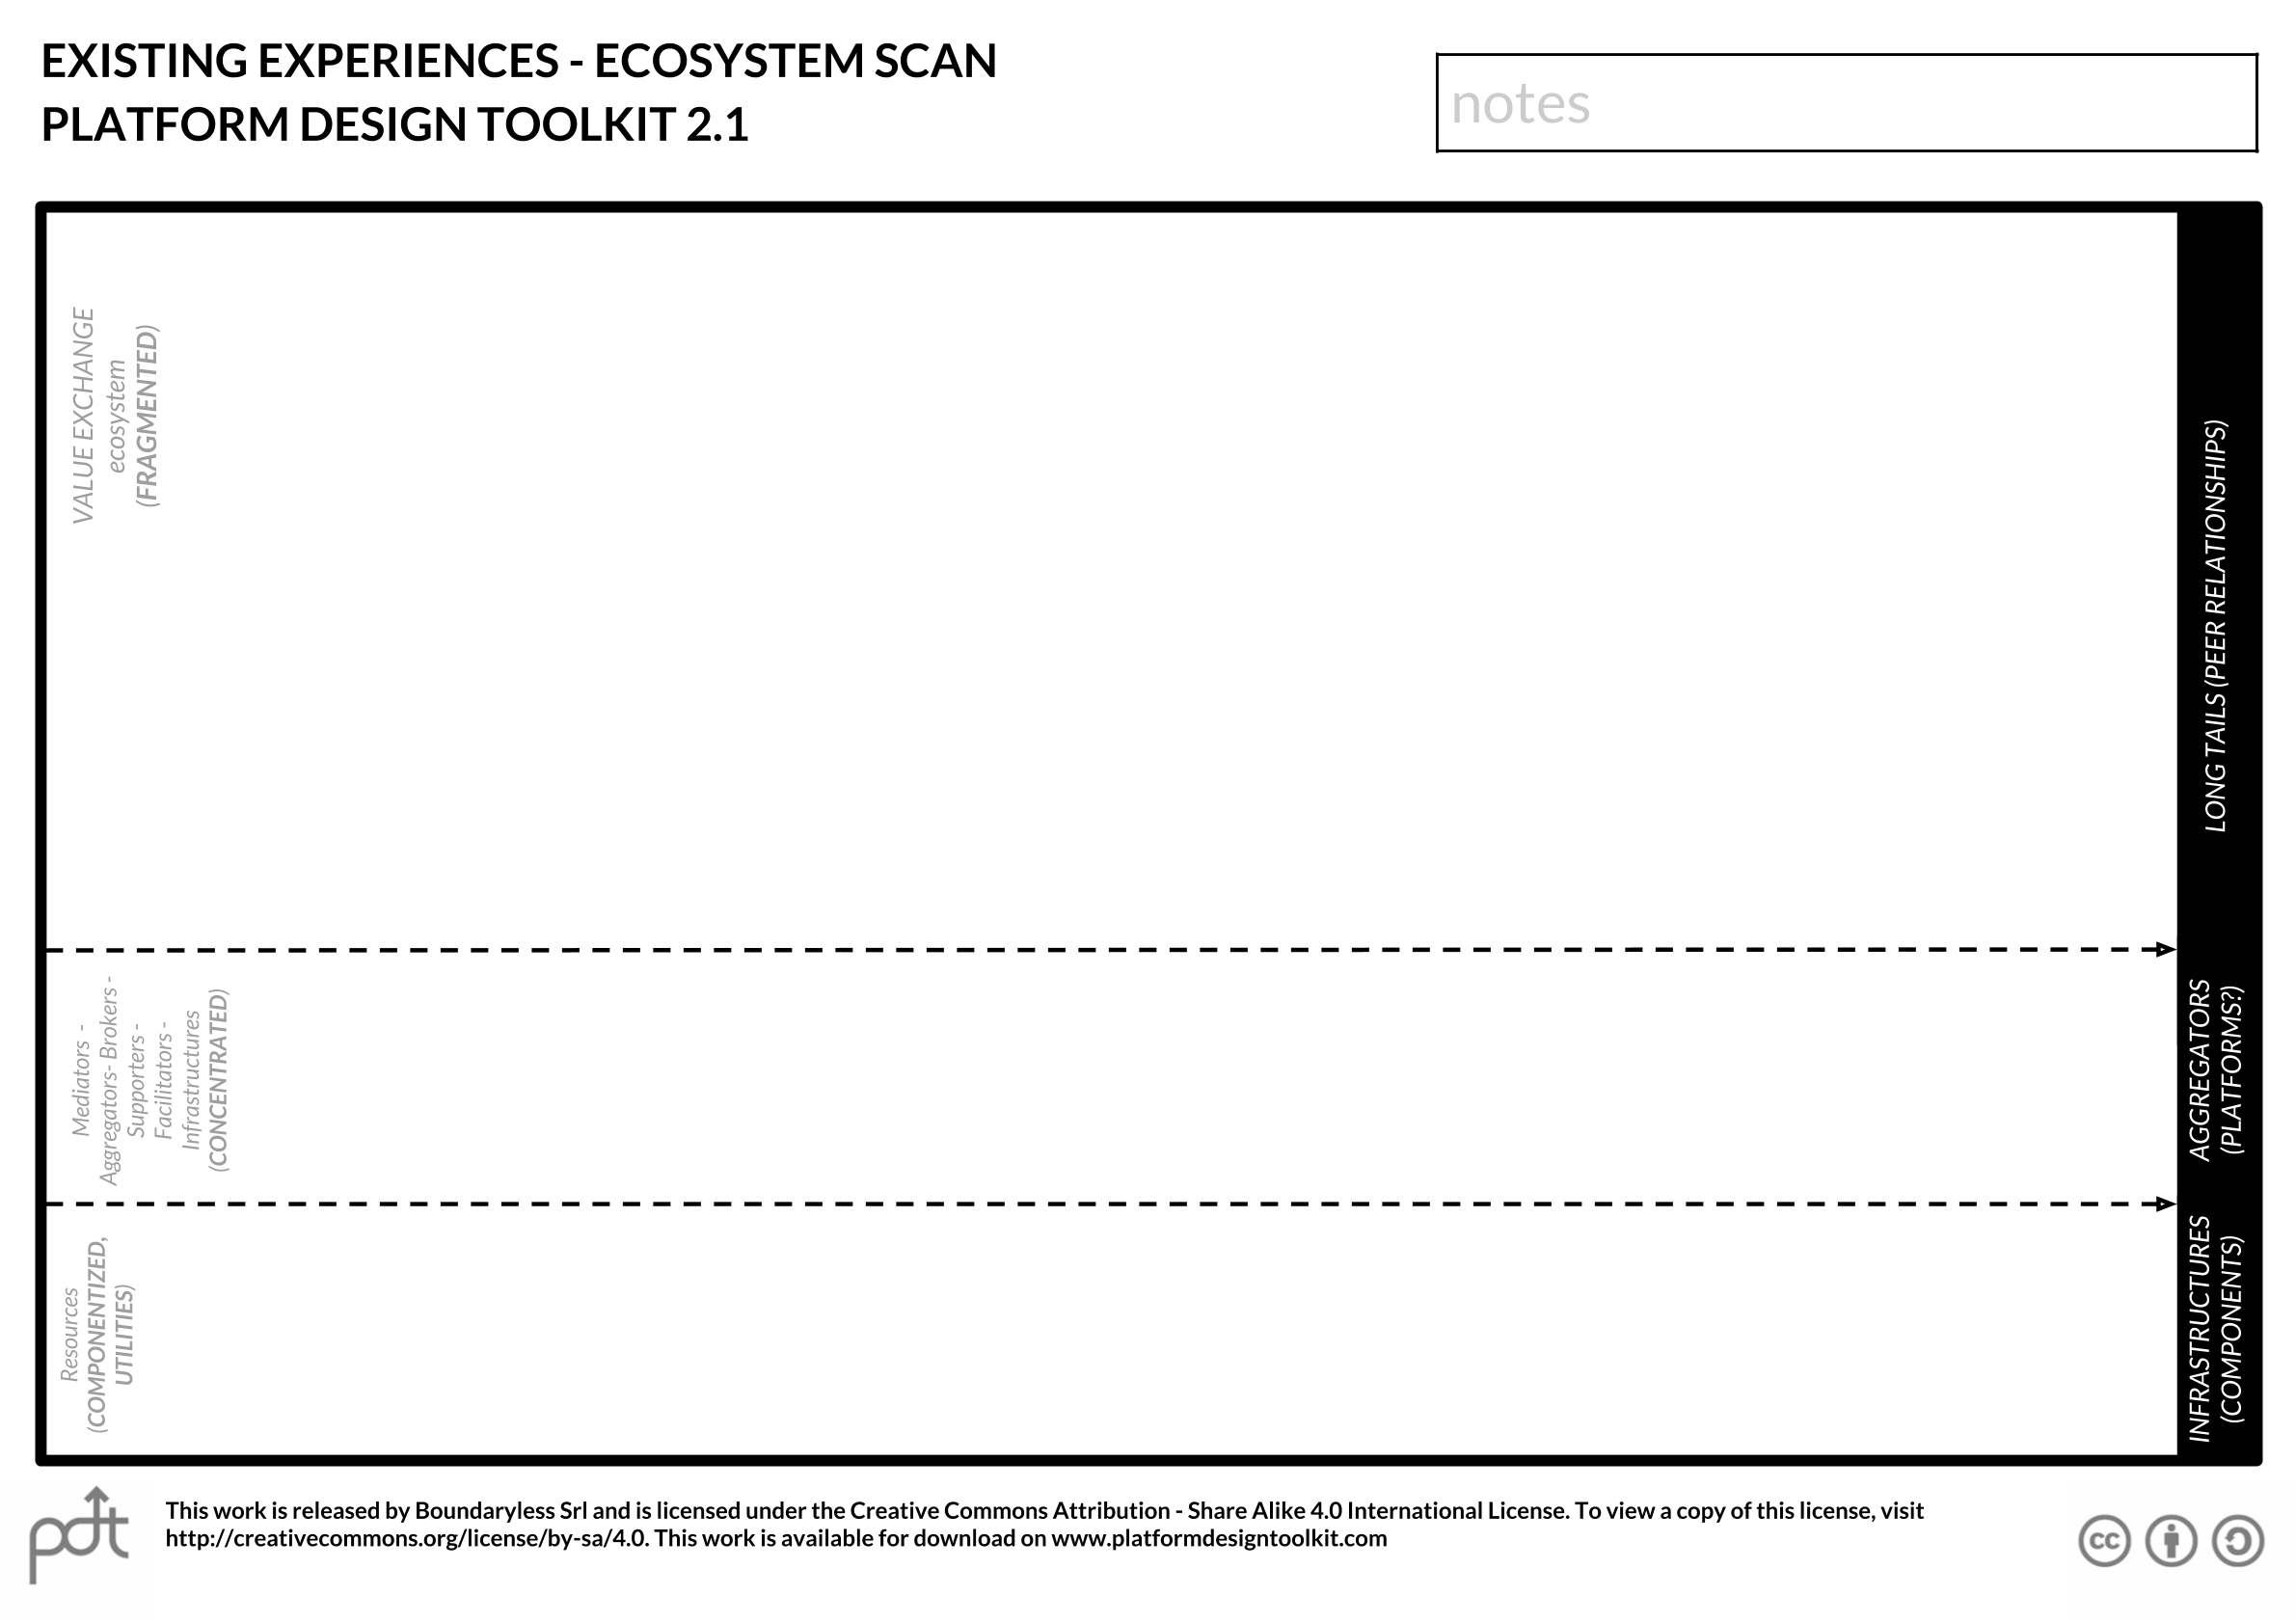 EXISTING EXPERIENCES - ECOSYSTEM SCAN
PLATFORM DESIGN TOOLKIT 2.1
notes
VALUE EXCHANGE
ecosystem
(FRAGMENTED)
LONG TAILS (PEER RELATIONSHIPS)
Mediators -
Aggregators- Brokers -
Supporters -
Facilitators -
Infrastructures
(CONCENTRATED)
AGGREGATORS
(PLATFORMS?)
Resources
(COMPONENTIZED,
UTILITIES)
INFRASTRUCTURES
(COMPONENTS)
pdt
This work is released by Boundaryless Srl and is licensed under the Creative Commons Attribution - Share Alike 4.0 International License. To view a copy of this license, visit
http://creativecommons.org/license/by-sa/4.0. This work is available for download on www.platformdesigntoolkit.com
cc